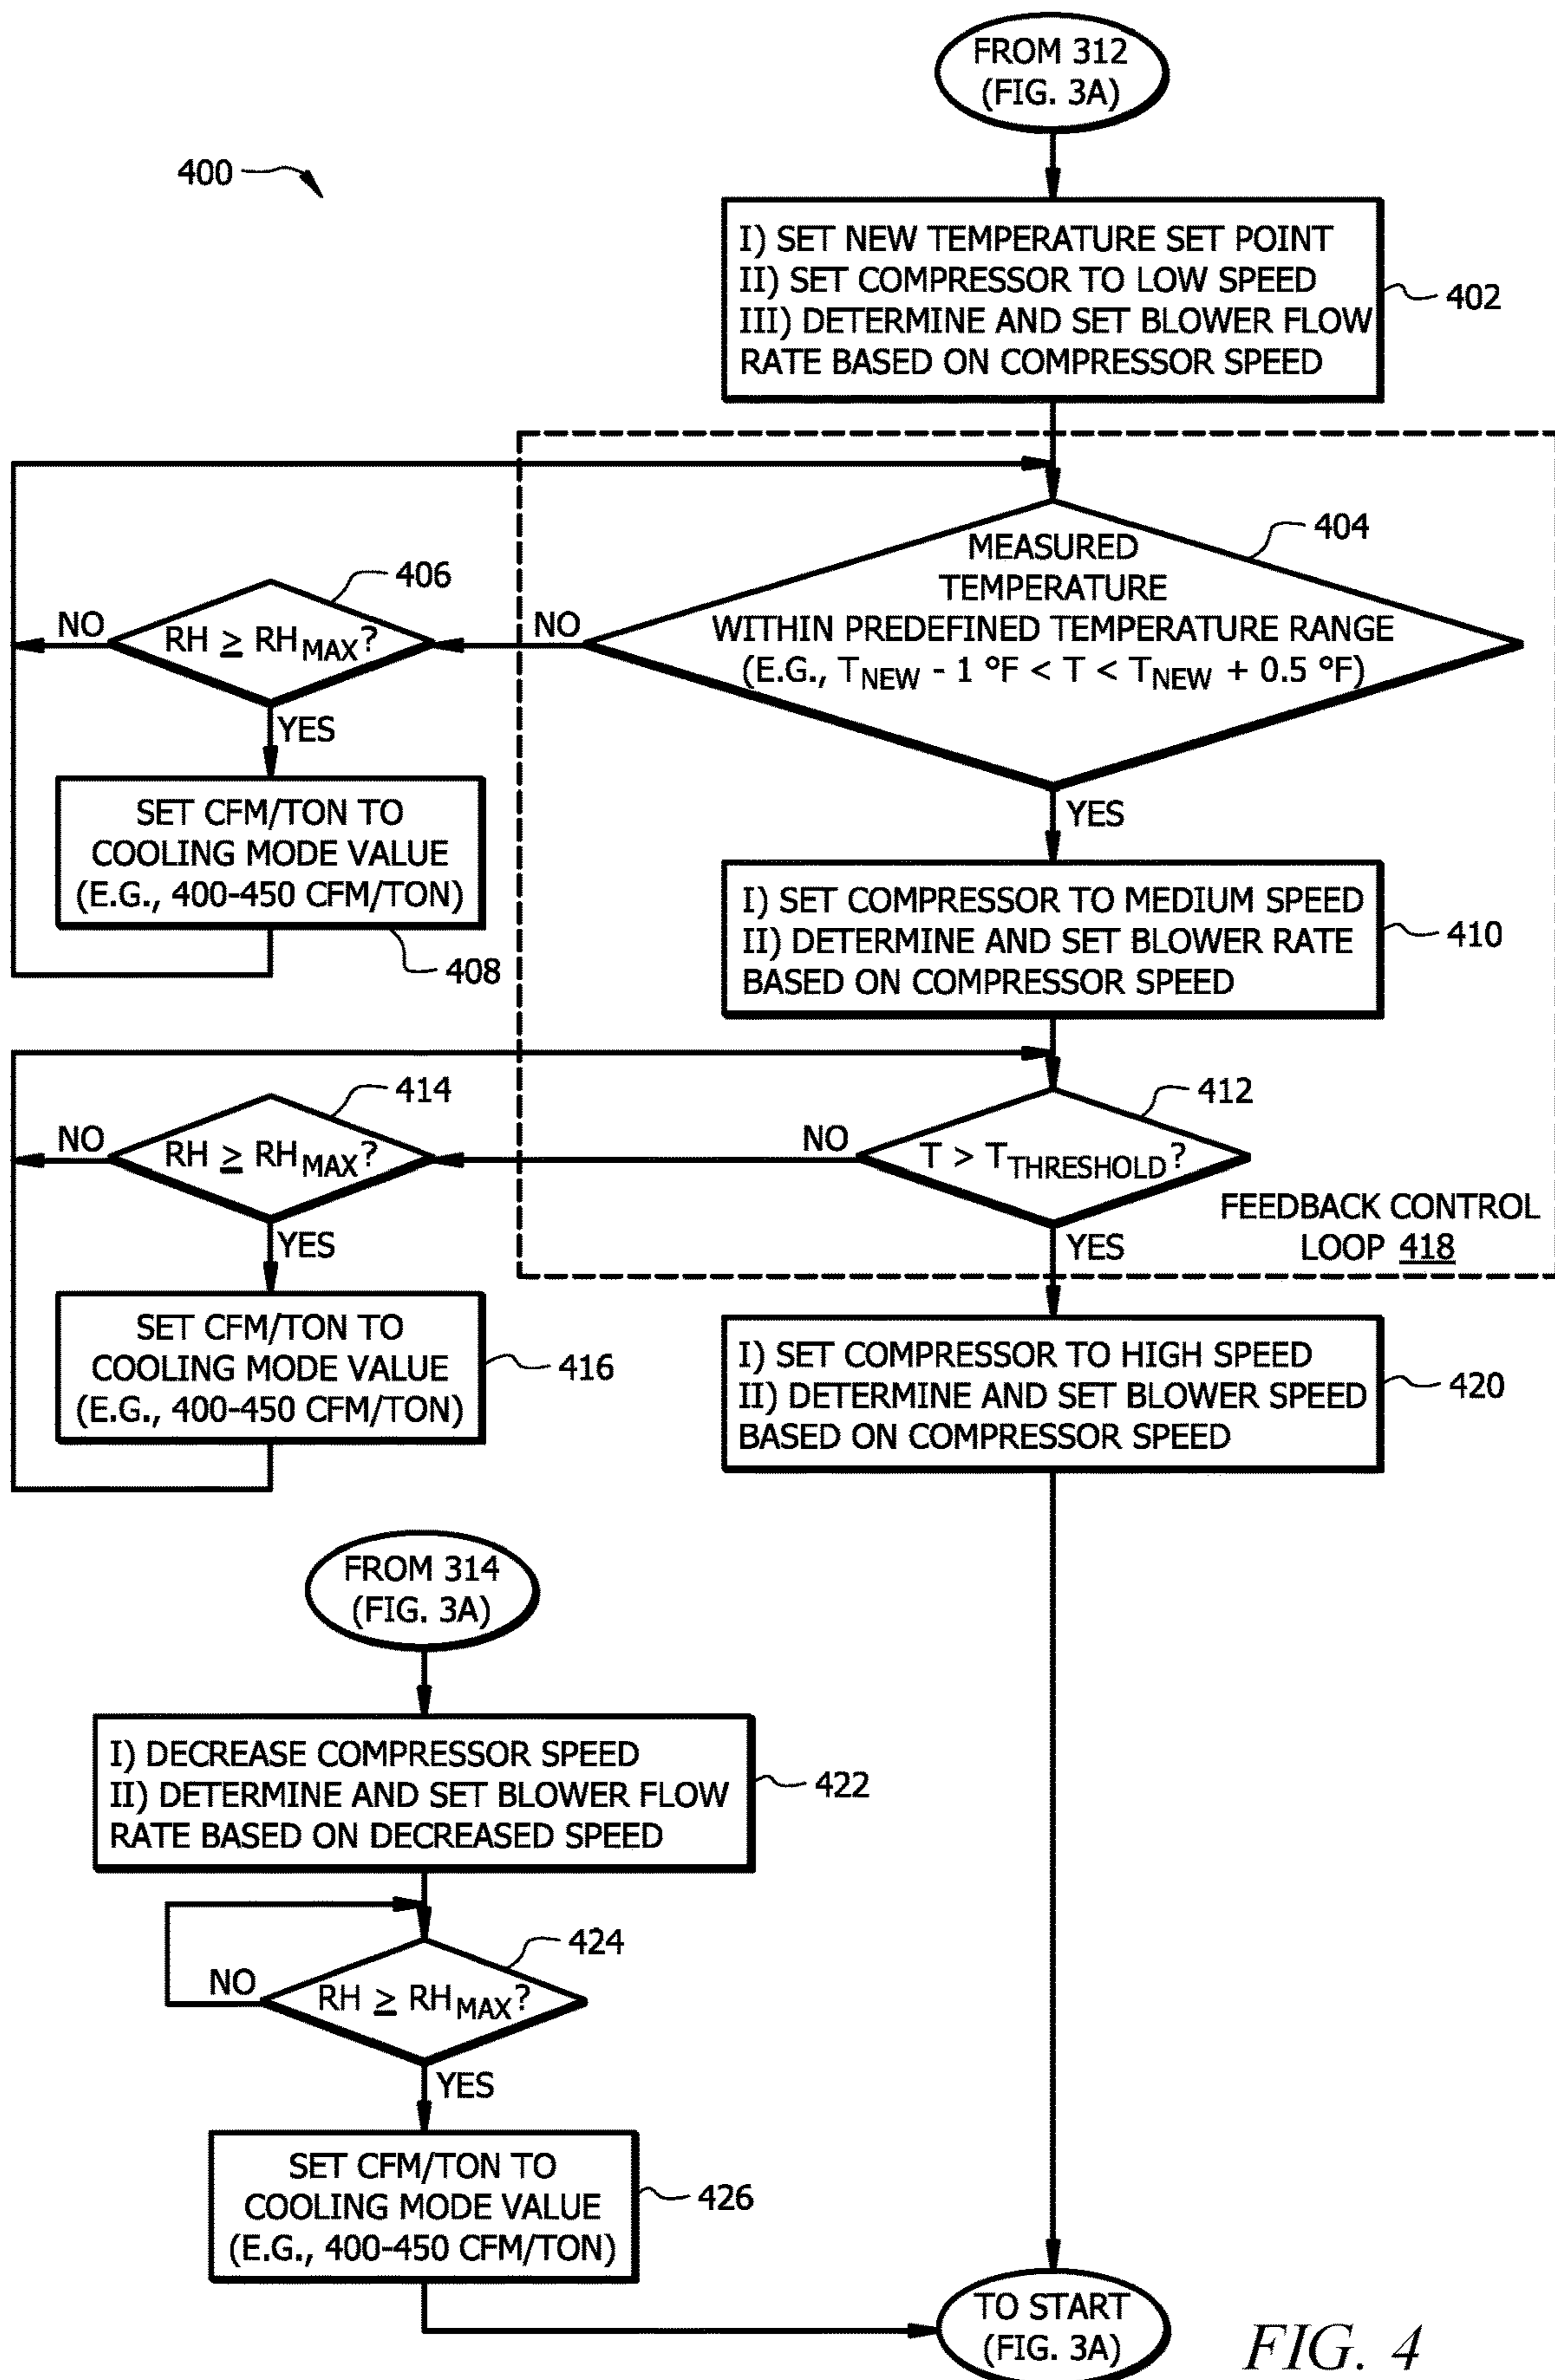 FROM 312
(FIG. 3A)
400
I) SET NEW TEMPERATURE SET POINT
II) SET COMPRESSOR TO LOW SPEED
III) DETERMINE AND SET BLOWER FLOW
RATE BASED ON COMPRESSOR SPEED
402
404
MEASURED
TEMPERATURE
WITHIN PREDEFINED TEMPERATURE RANGE
(E.G., T_NEW - 1 °F < T < T_NEW + 0.5 °F)
NO
YES
406
RH ≥ RH_MAX?
NO
YES
SET CFM/TON TO
COOLING MODE VALUE
(E.G., 400-450 CFM/TON)
408
I) SET COMPRESSOR TO MEDIUM SPEED
II) DETERMINE AND SET BLOWER RATE
BASED ON COMPRESSOR SPEED
410
412
T > T_THRESHOLD?
NO
YES
FEEDBACK CONTROL
LOOP 418
414
RH ≥ RH_MAX?
NO
YES
SET CFM/TON TO
COOLING MODE VALUE
(E.G., 400-450 CFM/TON)
416
I) SET COMPRESSOR TO HIGH SPEED
II) DETERMINE AND SET BLOWER SPEED
BASED ON COMPRESSOR SPEED
420
FROM 314
(FIG. 3A)
I) DECREASE COMPRESSOR SPEED
II) DETERMINE AND SET BLOWER FLOW
RATE BASED ON DECREASED SPEED
422
424
RH ≥ RH_MAX?
NO
YES
SET CFM/TON TO
COOLING MODE VALUE
(E.G., 400-450 CFM/TON)
426
TO START
(FIG. 3A)
FIG. 4